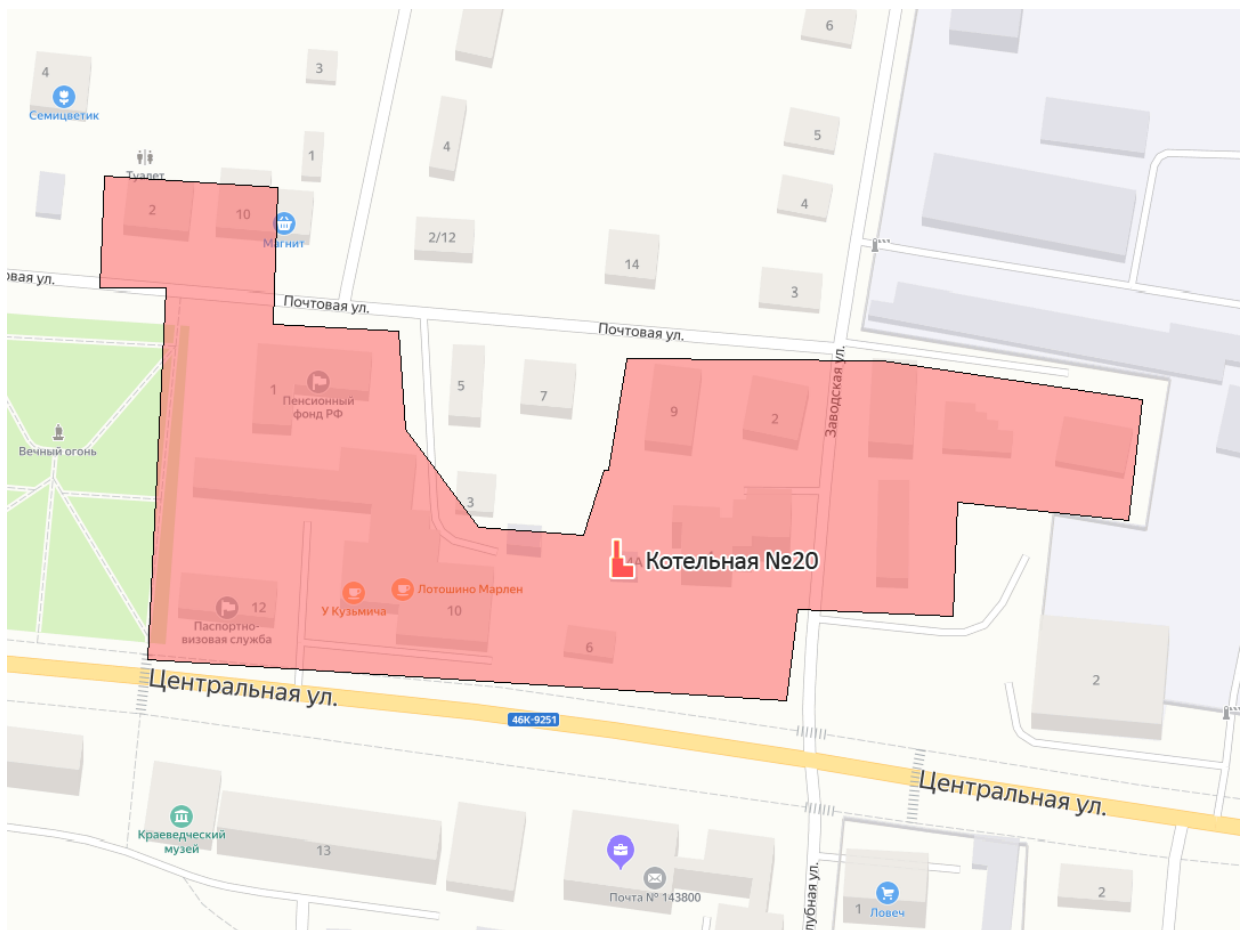 6
4
3
Семицветик
5
4
1
Туалет
4
2
10
Магнит
2/12
14
3
овая ул.
Почтовая ул.
Почтовая ул.
Заводская ул.
1
Пенсионный
фонд РФ
5
7
9
2
Вечный огонь
3
Котельная №20
У Кузьмича
Лотошино Марлен
12
10
Паспортно-
визовая служба
6
2
Центральная ул.
46К-9251
Центральная ул.
Краеведческий
музей
13
Почта № 143800
лубная ул.
1
Ловеч
2